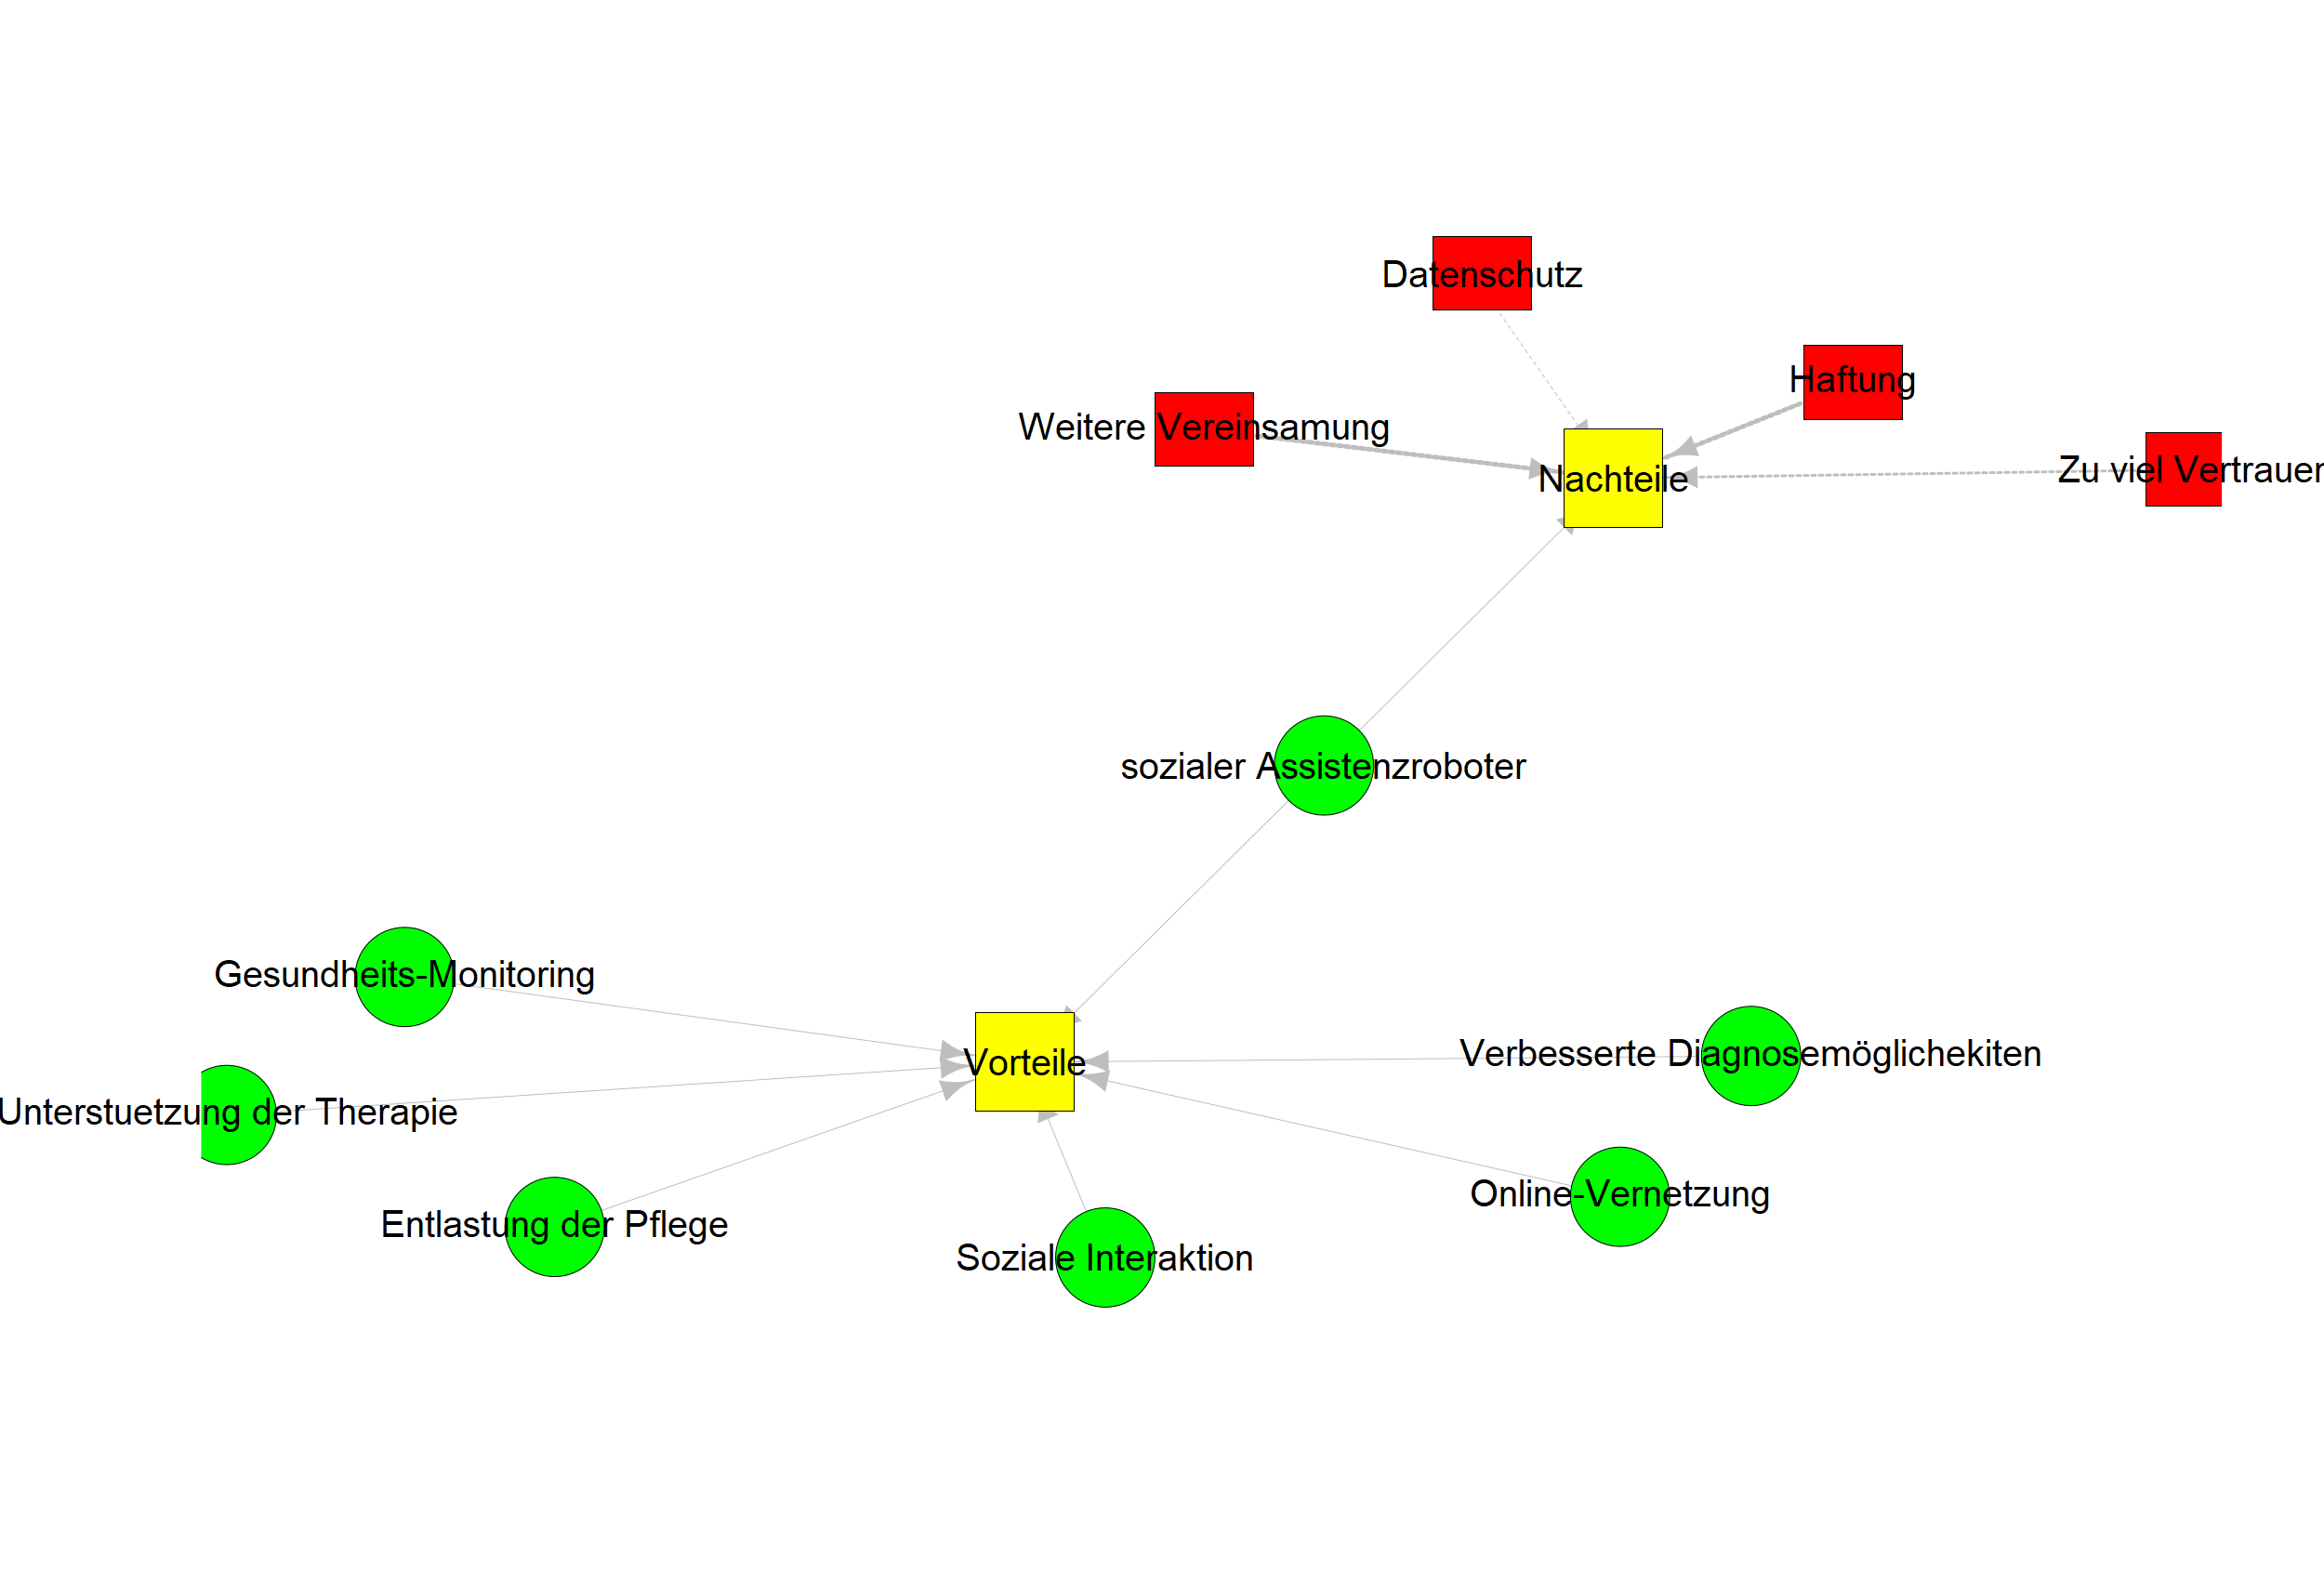 Datenschutz
Haftung
Weitere Vereinsamung
Zu viel Vertrauen
Nachteile
sozialer Assistenzroboter
Gesundheits-Monitoring
Verbesserte Diagnosemöglichekiten
Vorteile
Unterstuetzung der Therapie
Online-Vernetzung
Entlastung der Pflege
Soziale Interaktion